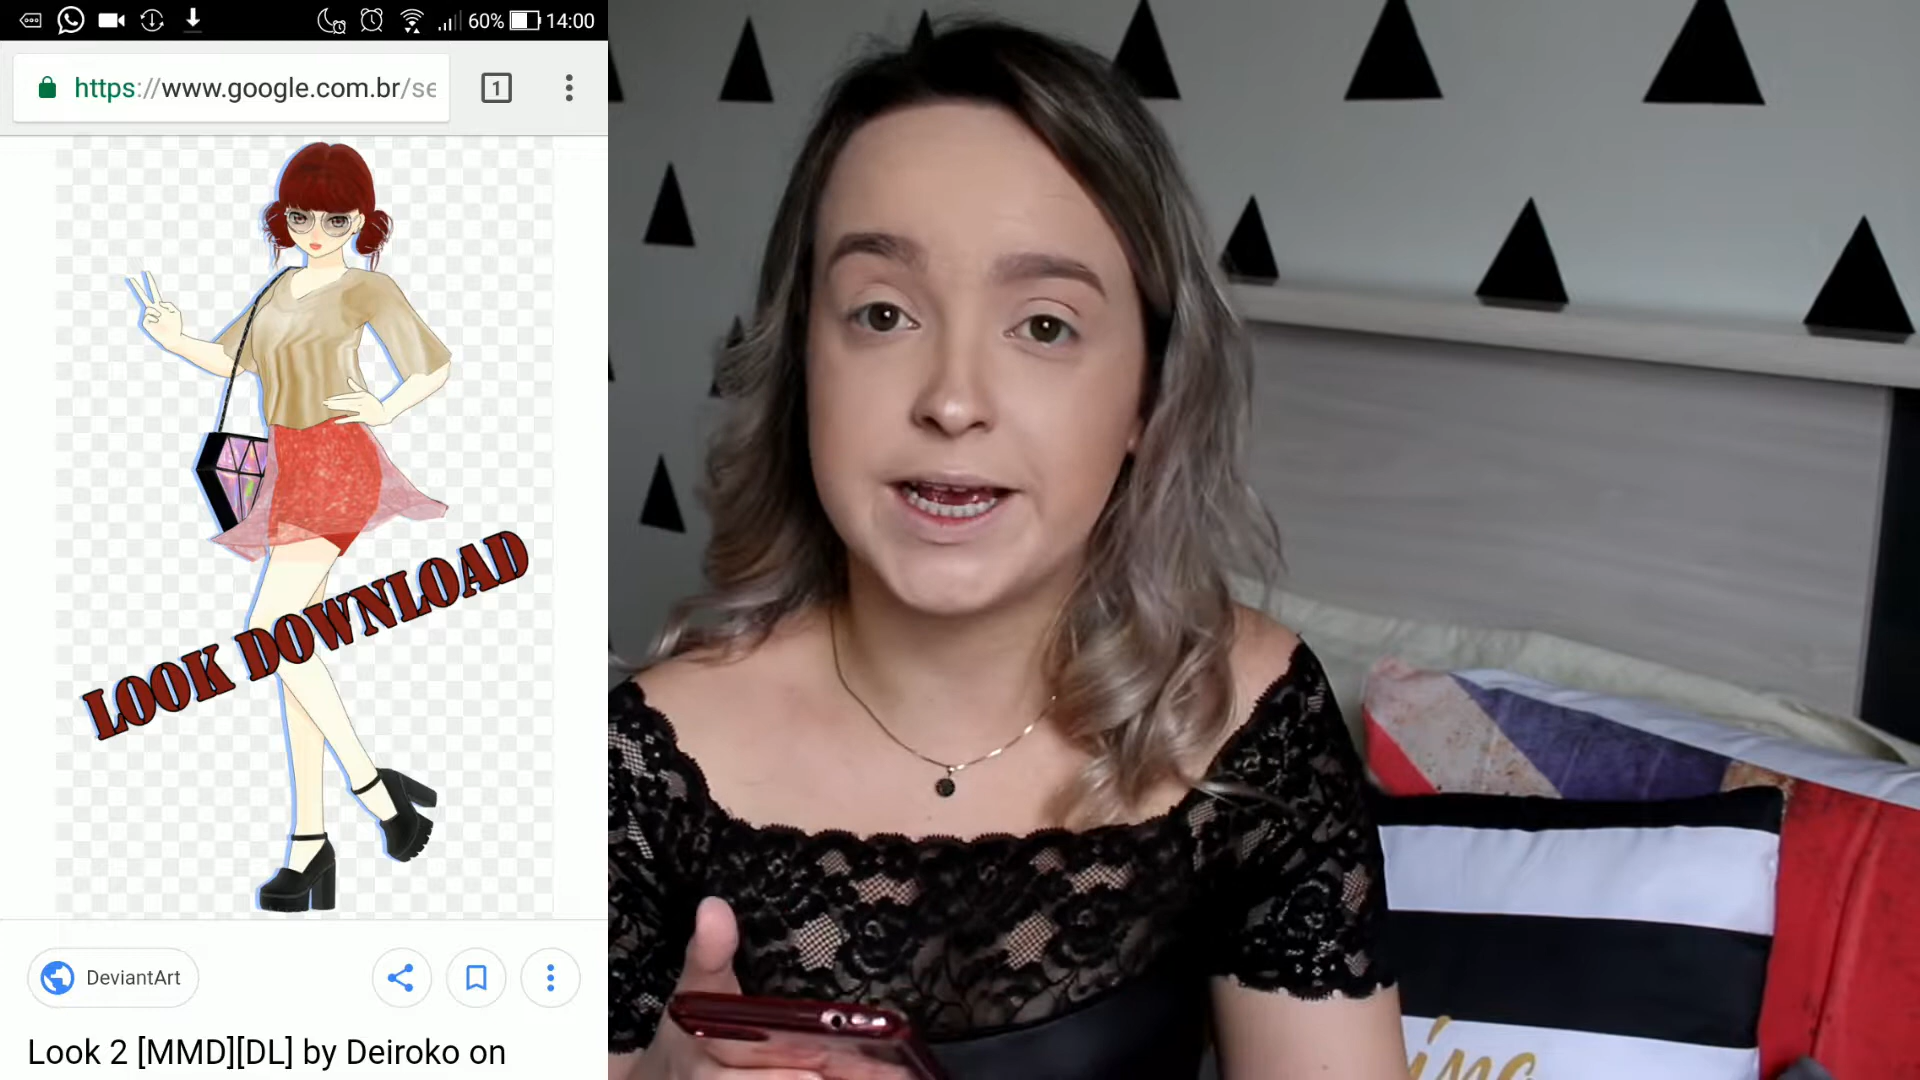 60% 14:00
https://www.google.com.br/se
1
LOOK DOWNLOAD
DeviantArt
Look 2 [MMD][DL] by Deiroko on